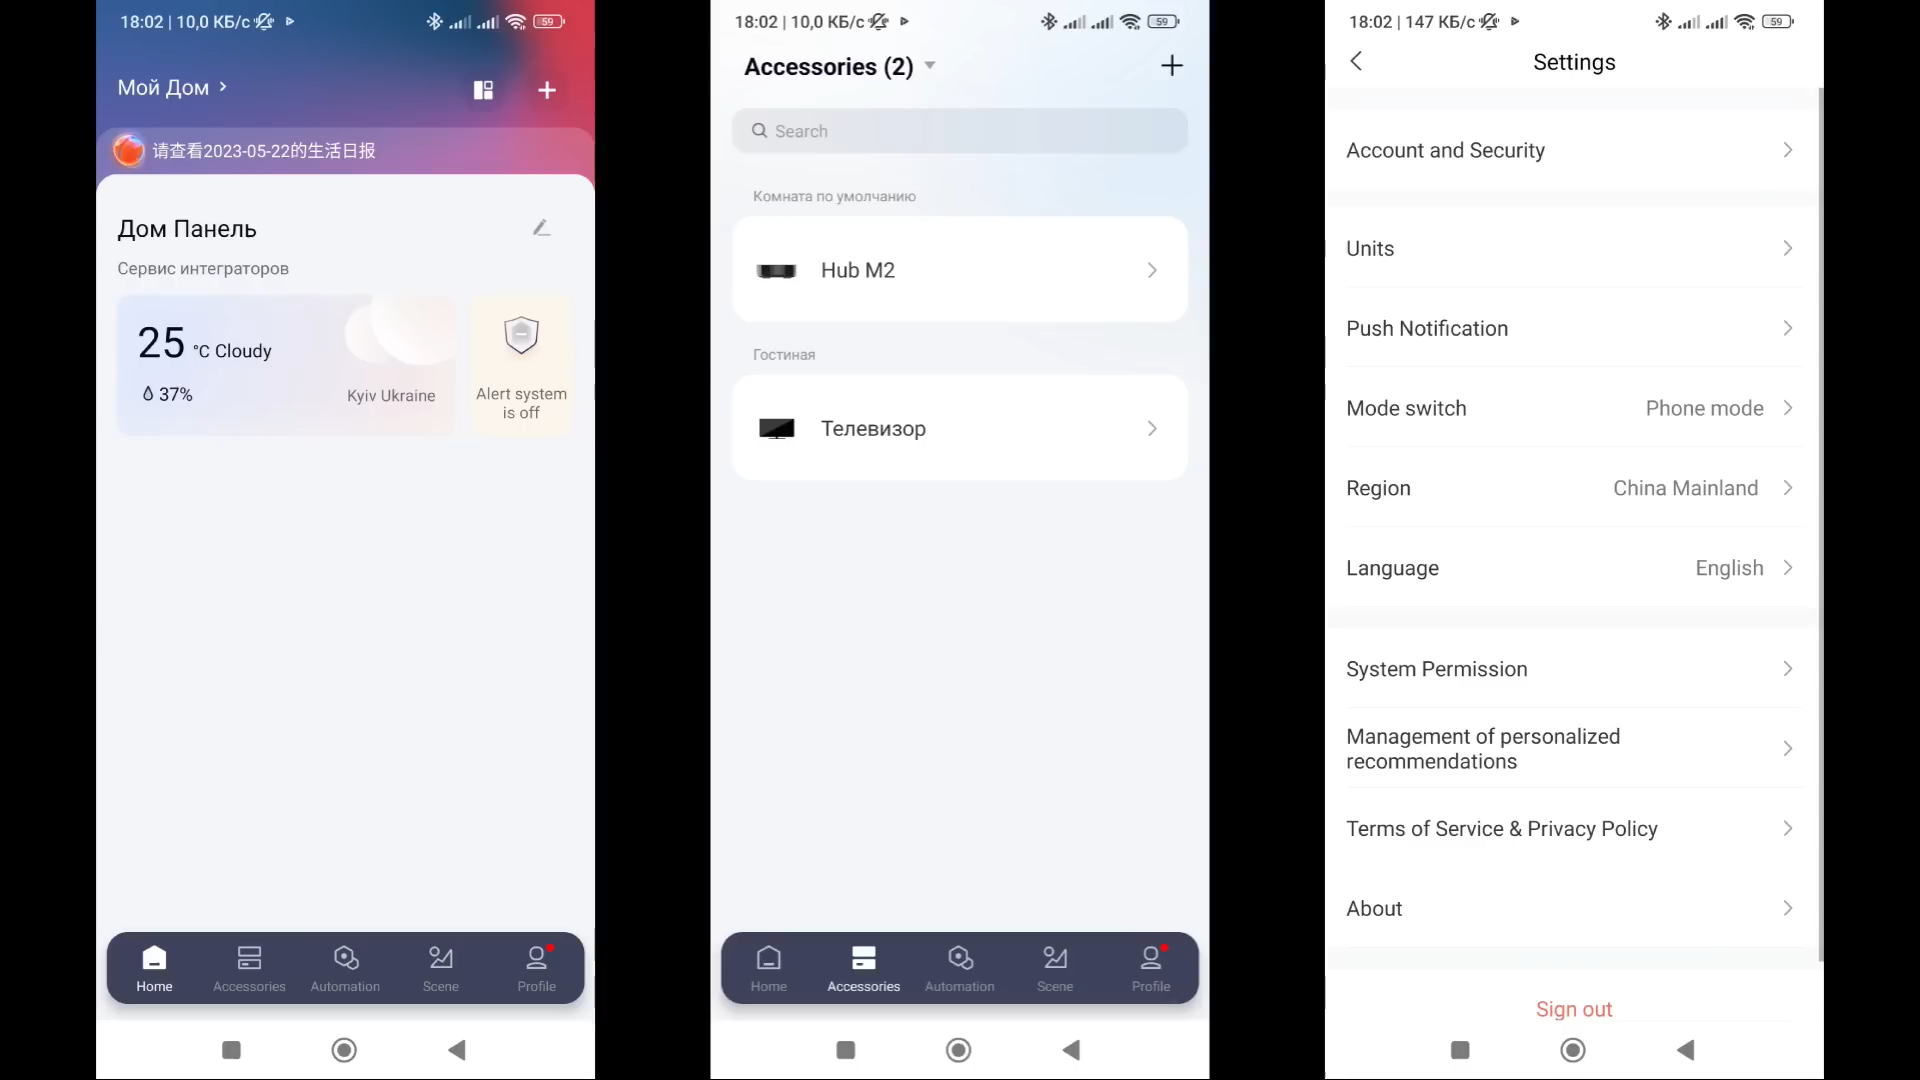 18:02 | 10,0 КБ/с
59
Мой Дом
请查看2023-05-22的生活日报
Дом Панель
Сервис интеграторов
25 °C Cloudy
37%
Kyiv Ukraine
Alert system
is off
Home
Accessories
Automation
Scene
Profile
18:02 | 10,0 КБ/с
59
Accessories (2)
Search
Комната по умолчанию
Hub M2
Гостиная
Телевизор
Home
Accessories
Automation
Scene
Profile
18:02 | 147 КБ/с
59
Settings
Account and Security
Units
Push Notification
Mode switch Phone mode
Region China Mainland
Language English
System Permission
Management of personalized
recommendations
Terms of Service & Privacy Policy
About
Sign out